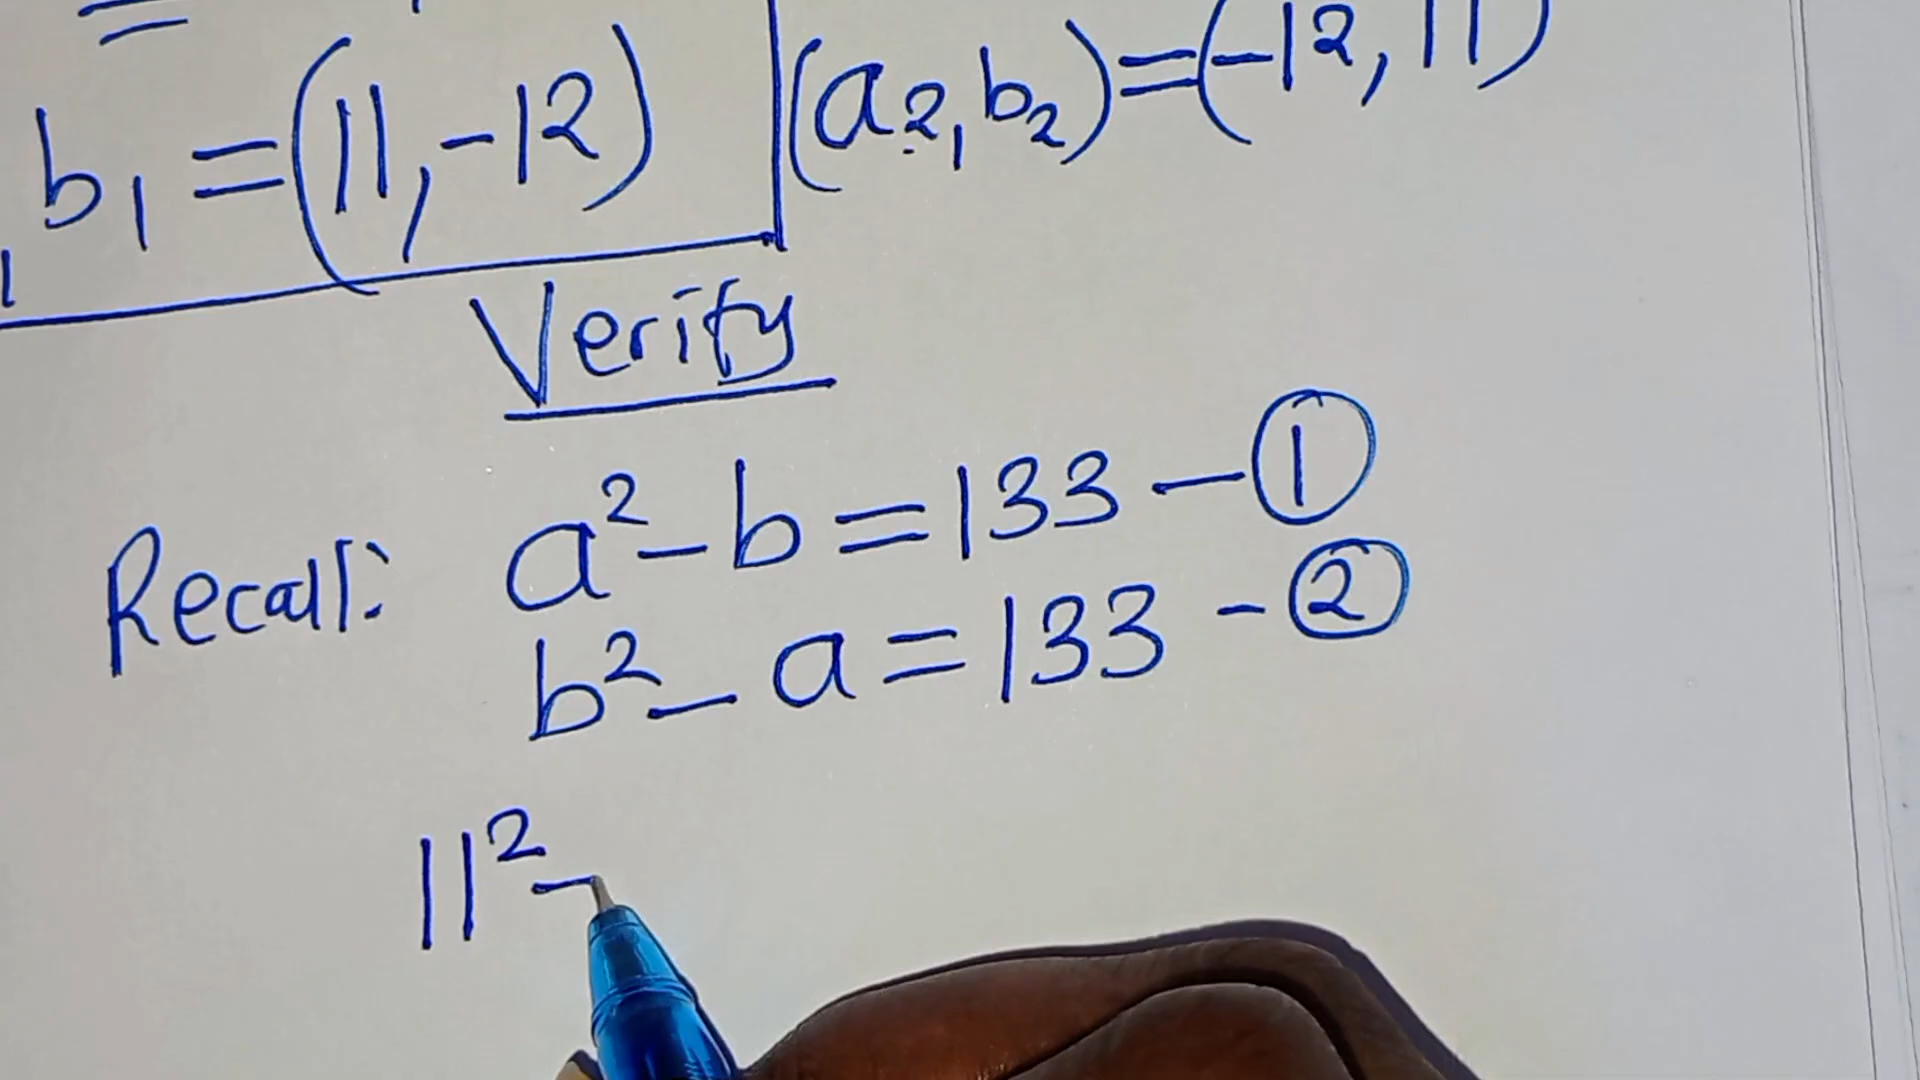 , b₁ = (11, -12)
(a₂, b₂) = (-12, 11)
Verify
Recall: a² - b = 133 - ①
b² - a = 133 - ②
11² -